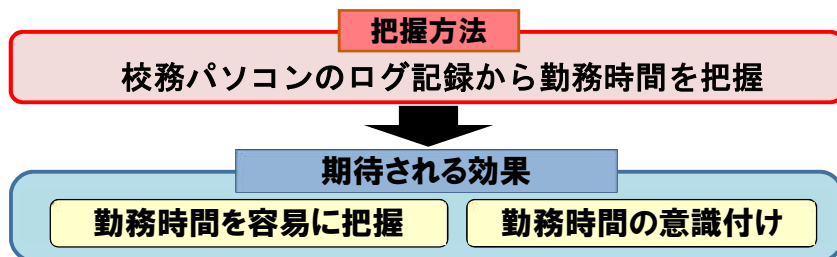 把握方法
校務パソコンのログ記録から勤務時間を把握
期待される効果
勤務時間を容易に把握
勤務時間の意識付け